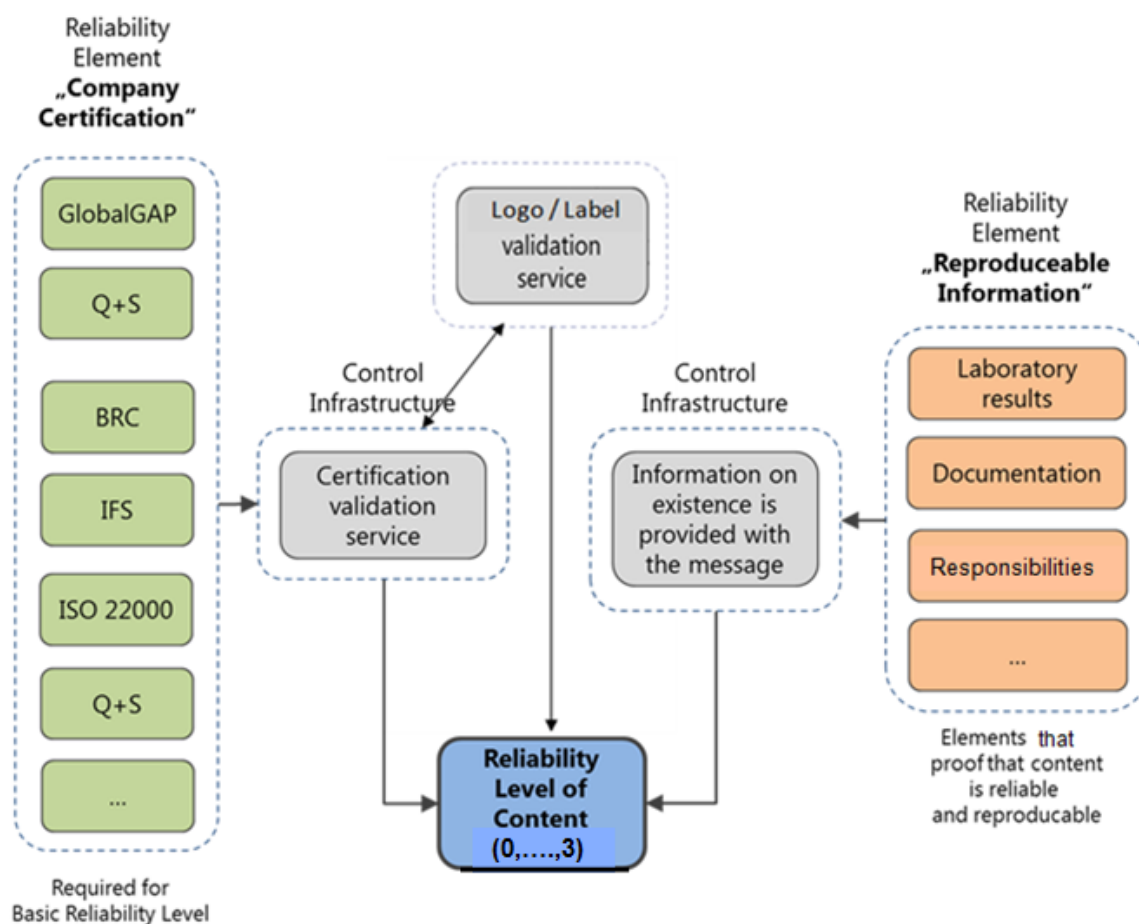 Reliability
Element
„Company
Certification“
GlobalGAP
Q+S
BRC
IFS
ISO 22000
Q+S
...
Required for
Basic Reliability Level
Logo / Label
validation
service
Control
Infrastructure
Certification
validation
service
Control
Infrastructure
Information on
existence is
provided with
the message
Reliability
Level of
Content
(0,....,3)
Reliability
Element
„Reproduceable
Information“
Laboratory
results
Documentation
Responsibilities
...
Elements that
proof that content
is reliable
and reproducable